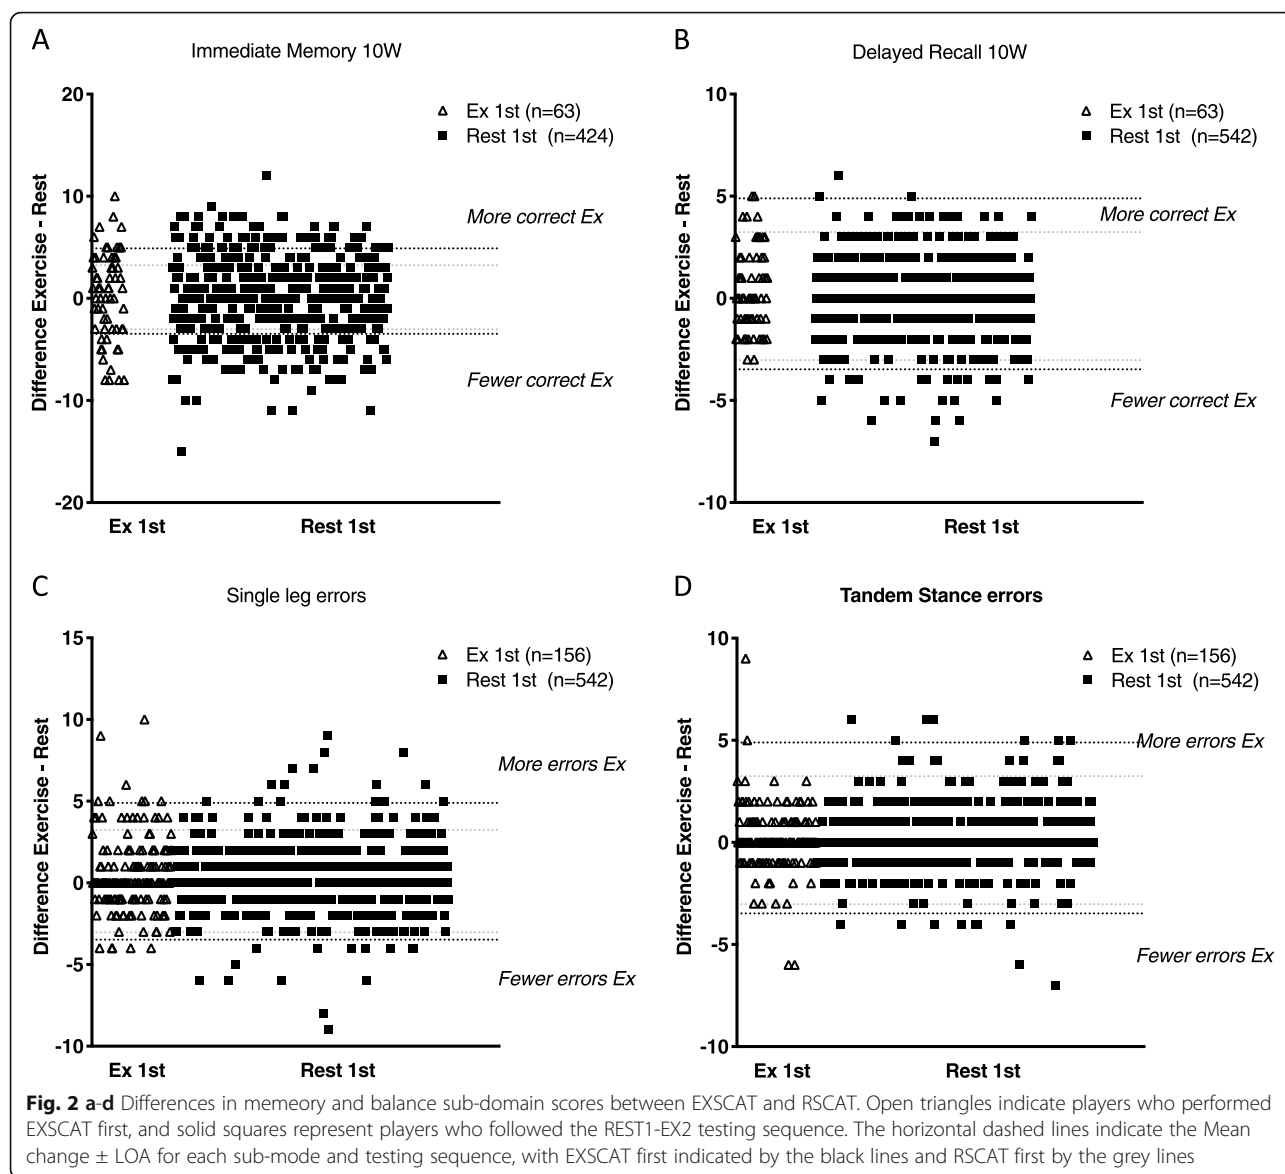 A
Immediate Memory 10W
20
10
0
-10
-20
Difference Exercise - Rest
Ex 1st (n=63)
Rest 1st (n=424)
More correct Ex
Fewer correct Ex
Ex 1st
Rest 1st
B
Delayed Recall 10W
10
5
0
-5
-10
Difference Exercise - Rest
Ex 1st (n=63)
Rest 1st (n=542)
More correct Ex
Fewer correct Ex
Ex 1st
Rest 1st
C
Single leg errors
15
10
5
0
-5
-10
Difference Exercise - Rest
Ex 1st (n=156)
Rest 1st (n=542)
More errors Ex
Fewer errors Ex
Ex 1st
Rest 1st
D
Tandem Stance errors
10
5
0
-5
-10
Difference Exercise - Rest
Ex 1st (n=156)
Rest 1st (n=542)
More errors Ex
Fewer errors Ex
Ex 1st
Rest 1st
Fig. 2 a-d Differences in memeory and balance sub-domain scores between EXSCAT and RSCAT. Open triangles indicate players who performed
EXSCAT first, and solid squares represent players who followed the REST1-EX2 testing sequence. The horizontal dashed lines indicate the Mean
change ± LOA for each sub-mode and testing sequence, with EXSCAT first indicated by the black lines and RSCAT first by the grey lines